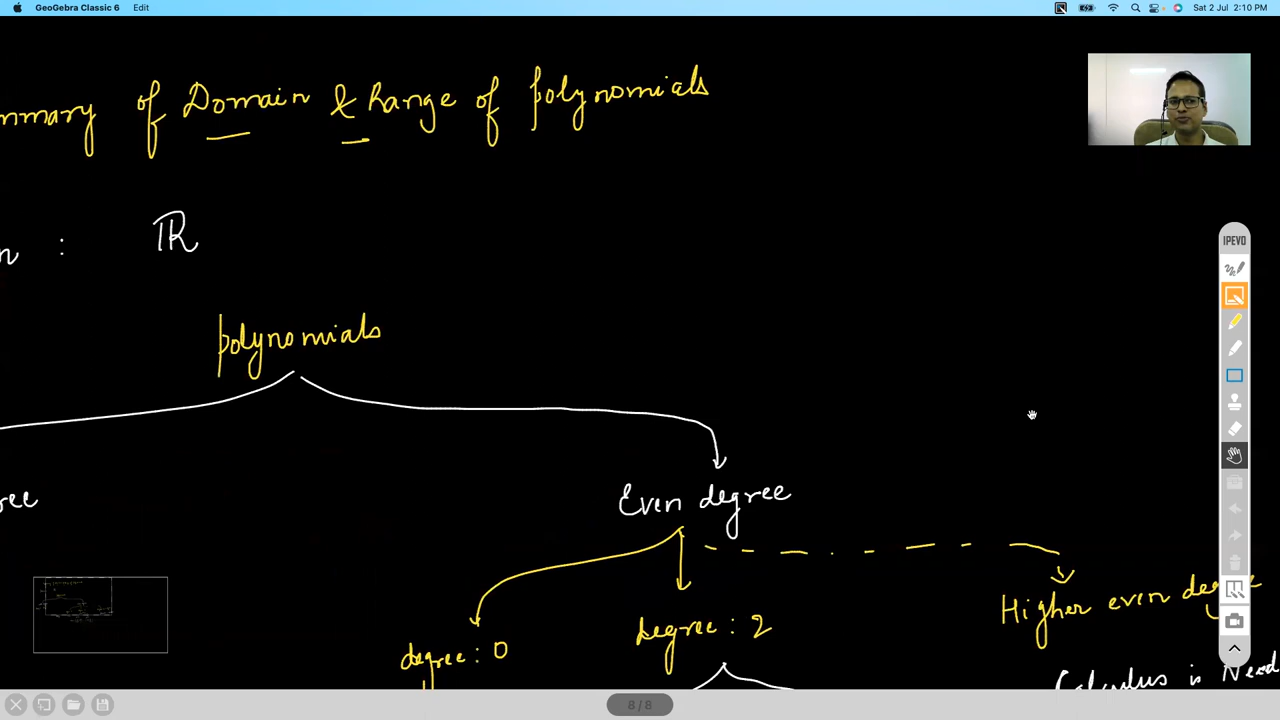 GeoGebra Classic 6 Edit Sat 2 Jul 2:10 PM
mmary of Domain & Range of polynomials
IPEVO
n : ℝ
polynomials
ree
Even degree
Higher even
degree : 0
degree : 2
Calculus is Need
8 / 8